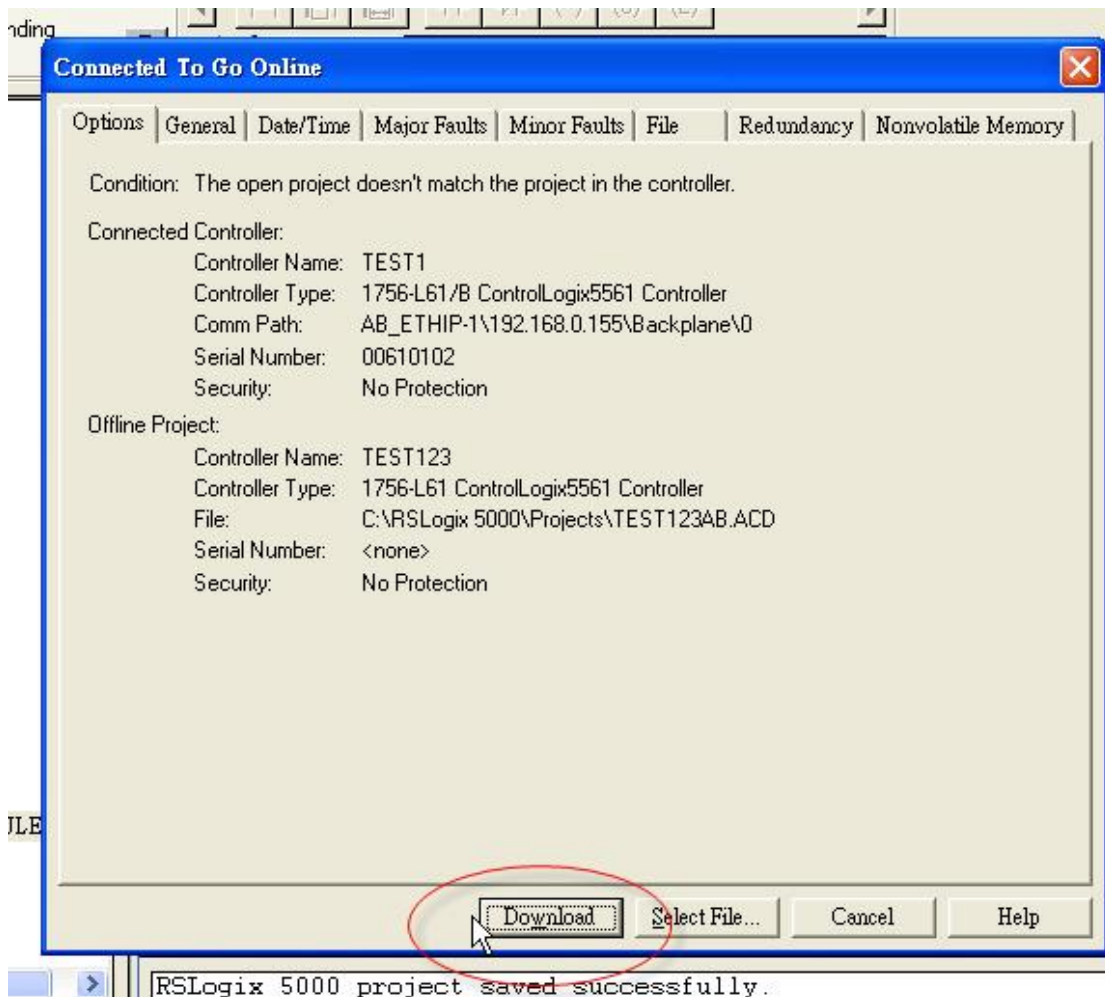 Connected To Go Online
Options General Date/Time Major Faults Minor Faults File Redundancy Nonvolatile Memory
Condition: The open project doesn't match the project in the controller.
Connected Controller:
Controller Name: TEST1
Controller Type: 1756-L61/B ControlLogix5561 Controller
Comm Path: AB_ETHIP-1\192.168.0.155\Backplane\0
Serial Number: 00610102
Security: No Protection
Offline Project:
Controller Name: TEST123
Controller Type: 1756-L61 ControlLogix5561 Controller
File: C:\RSLogix 5000\Projects\TEST123AB.ACD
Serial Number: <none>
Security: No Protection
Download Select File... Cancel Help
RSLogix 5000 project saved successfully.